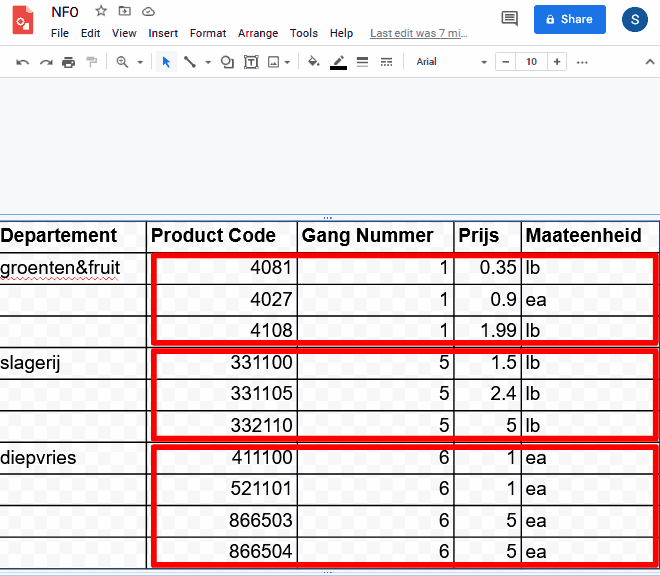 NF0
File Edit View Insert Format Arrange Tools Help Last edit was 7 mi...
Share
S
Arial
10
Departement Product Code Gang Nummer Prijs Maateenheid
groenten&fruit 4081 1 0.35 lb
4027 1 0.9 ea
4108 1 1.99 lb
slagerij 331100 5 1.5 lb
331105 5 2.4 lb
332110 5 5 lb
diepvries 411100 6 1 ea
521101 6 1 ea
866503 6 5 ea
866504 6 5 ea